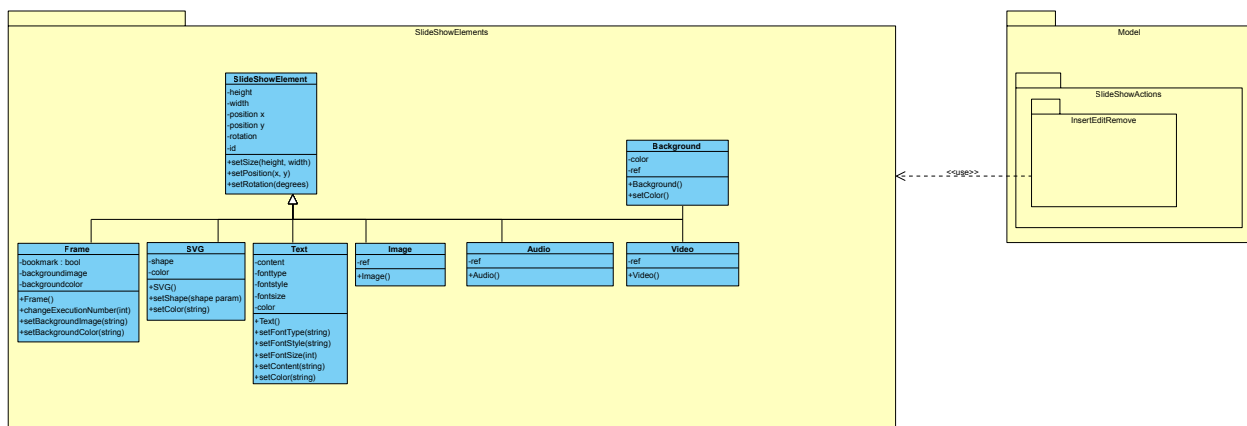 SlideShowElements
SlideShowElement
-height
-width
-position x
-position y
-rotation
-id
+setSize(height, width)
+setPosition(x, y)
+setRotation(degrees)
Background
-color
-ref
+Background()
+setColor()
Frame
-bookmark : bool
-backgroundimage
-backgroundcolor
+Frame()
+changeExecutionNumber(int)
+setBackgroundImage(string)
+setBackgroundColor(string)
SVG
-shape
-color
+SVG()
+setShape(shape param)
+setColor(string)
Text
-content
-fonttype
-fontstyle
-fontsize
-color
+Text()
+setFontType(string)
+setFontStyle(string)
+setFontSize(int)
+setContent(string)
+setColor(string)
Image
-ref
+Image()
Audio
-ref
+Audio()
Video
-ref
+Video()
<<use>>
Model
SlideShowActions
InsertEditRemove